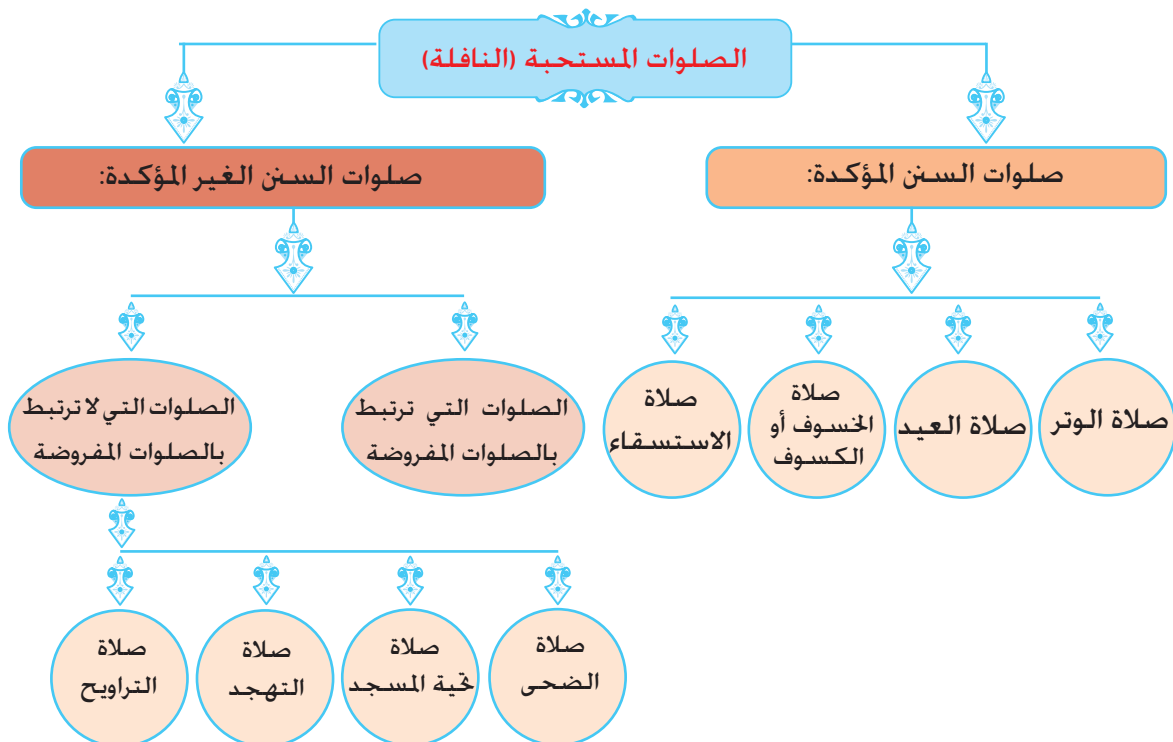 الصلوات المستحبة (النافلة)
صلوات السنن المؤكدة:
صلوات السنن الغير المؤكدة:
صلاة الوتر
صلاة العيد
صلاة
الخسوف أو
الكسوف
صلاة
الاستسقاء
الصلوات التي ترتبط
بالصلوات المفروضة
الصلوات التي لا ترتبط
بالصلوات المفروضة
صلاة
الضحى
صلاة
تحية المسجد
صلاة
التهجد
صلاة
التراويح